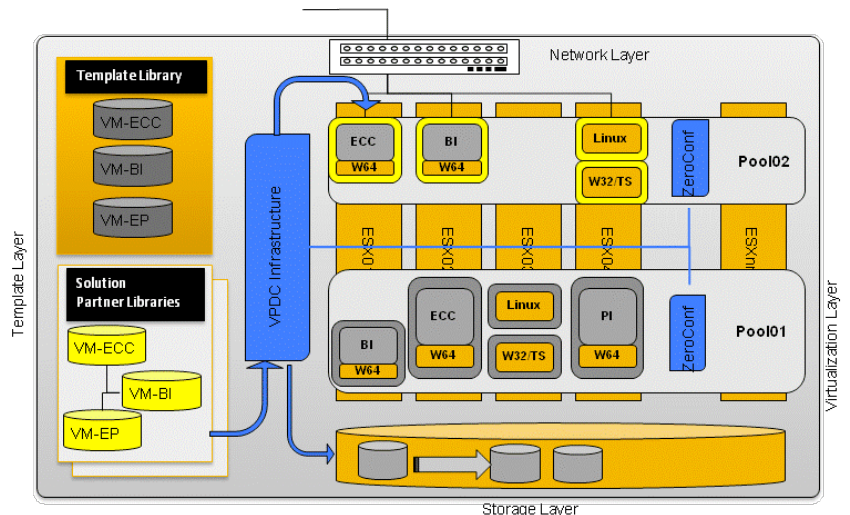 Network Layer
Template Library
VM-ECC
VM-BI
VM-EP
Template Layer
Solution
Partner Libraries
VM-ECC
VM-BI
VM-EP
VPDC Infrastructure
ECC
W64
BI
W64
Linux
W32/TS
ZeroConf
Pool02
ESX0
ESX02
ESX03
ESX04
ESXnn
BI
W64
ECC
W64
Linux
W32/TS
PI
W64
ZeroConf
Pool01
Virtualization Layer
Storage Layer